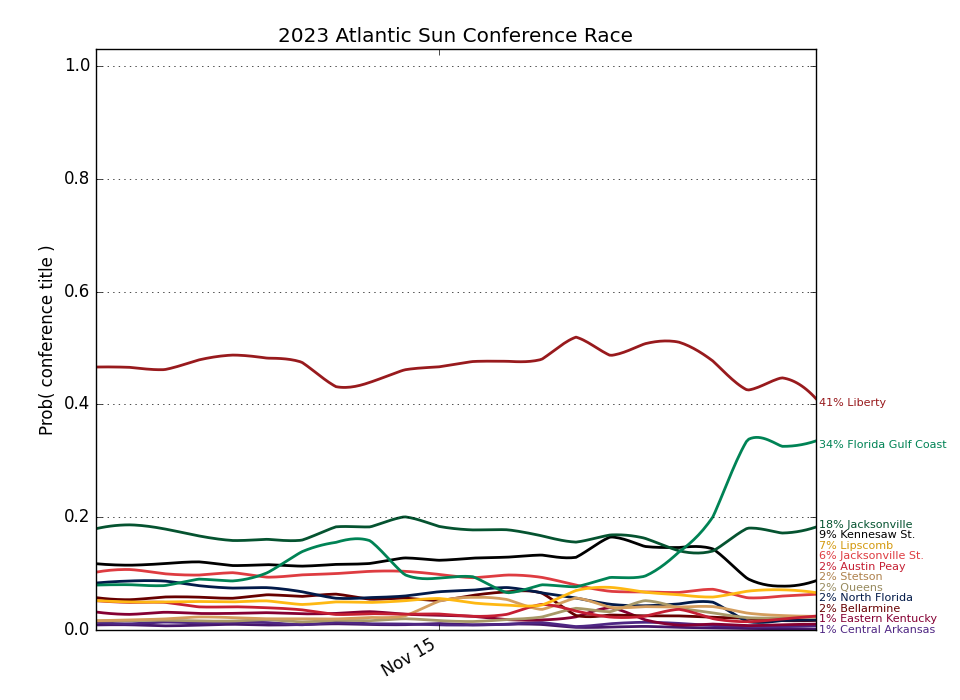 2023 Atlantic Sun Conference Race
1.0
0.8
0.6
0.4
0.2
0.0
Prob( conference title )
Nov 15
41% Liberty
34% Florida Gulf Coast
18% Jacksonville
9% Kennesaw St.
7% Lipscomb
6% Jacksonville St.
2% Austin Peay
2% Stetson
2% Queens
2% North Florida
2% Bellarmine
1% Eastern Kentucky
1% Central Arkansas